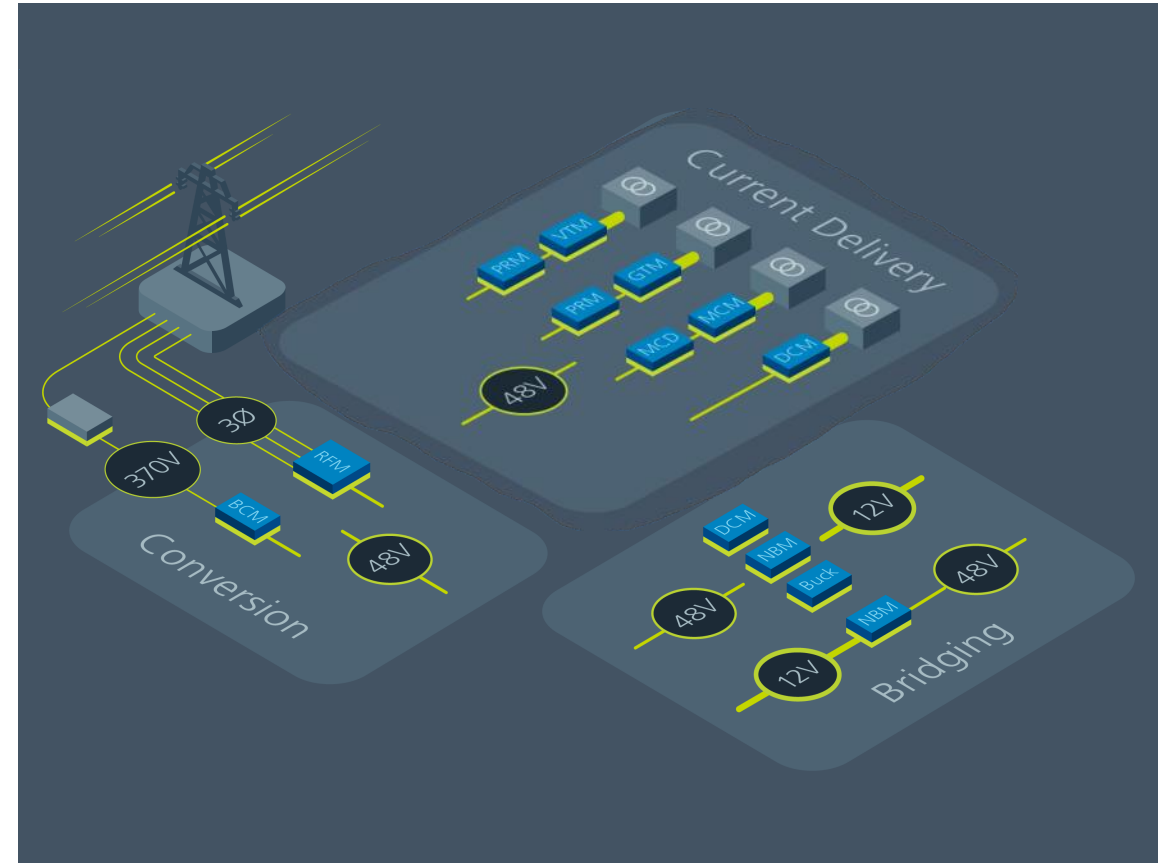 Current Delivery
VTM
PRM
GTM
PRM
MCM
MCD
DCM
48V
3Ø
370V
RFM
BCM
48V
Conversion
12V
DCM
NBM
Buck
48V
48V
NBM
12V
Bridging